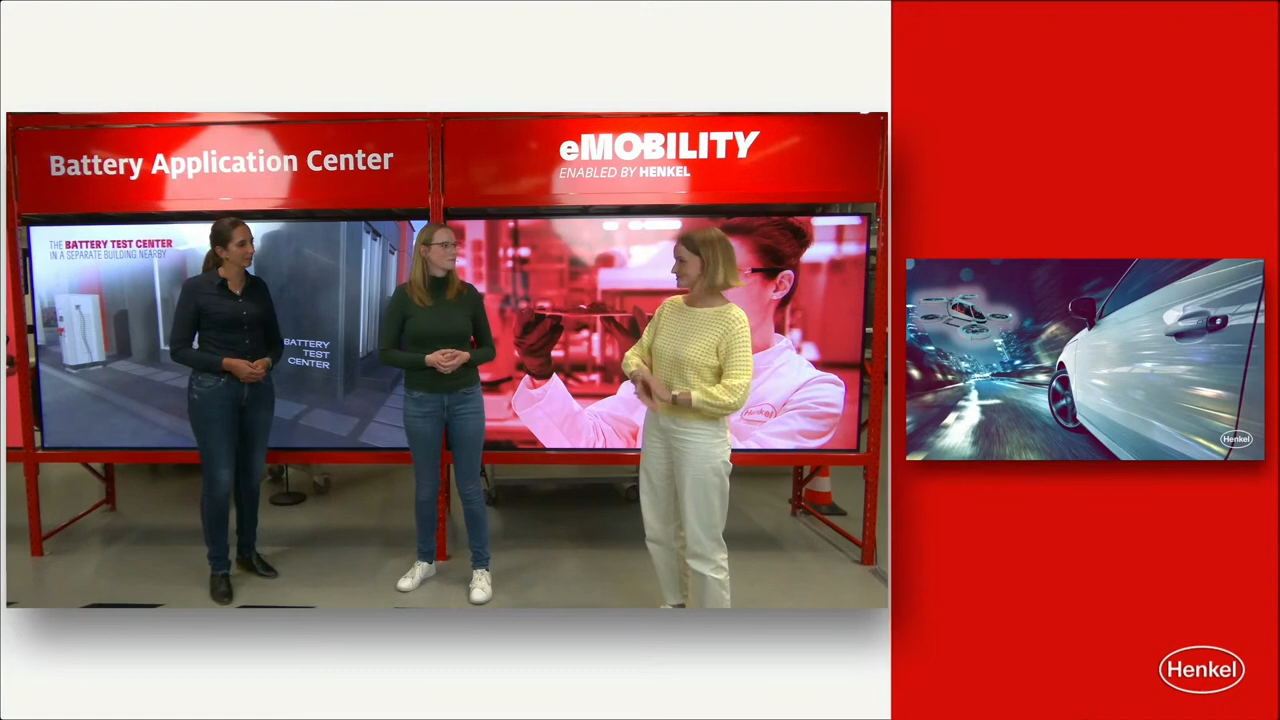 Battery Application Center
eMOBILITY
ENABLED BY HENKEL
THE BATTERY TEST CENTER
IN A SEPARATE BUILDING NEARBY
BATTERY
TEST
CENTER
Henkel
Henkel
Henkel